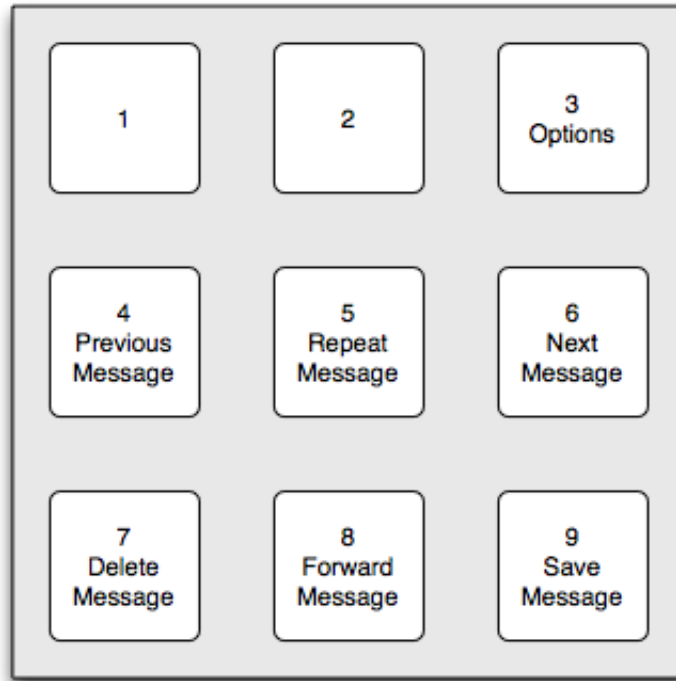 1
2
3
Options
4
Previous
Message
5
Repeat
Message
6
Next
Message
7
Delete
Message
8
Forward
Message
9
Save
Message